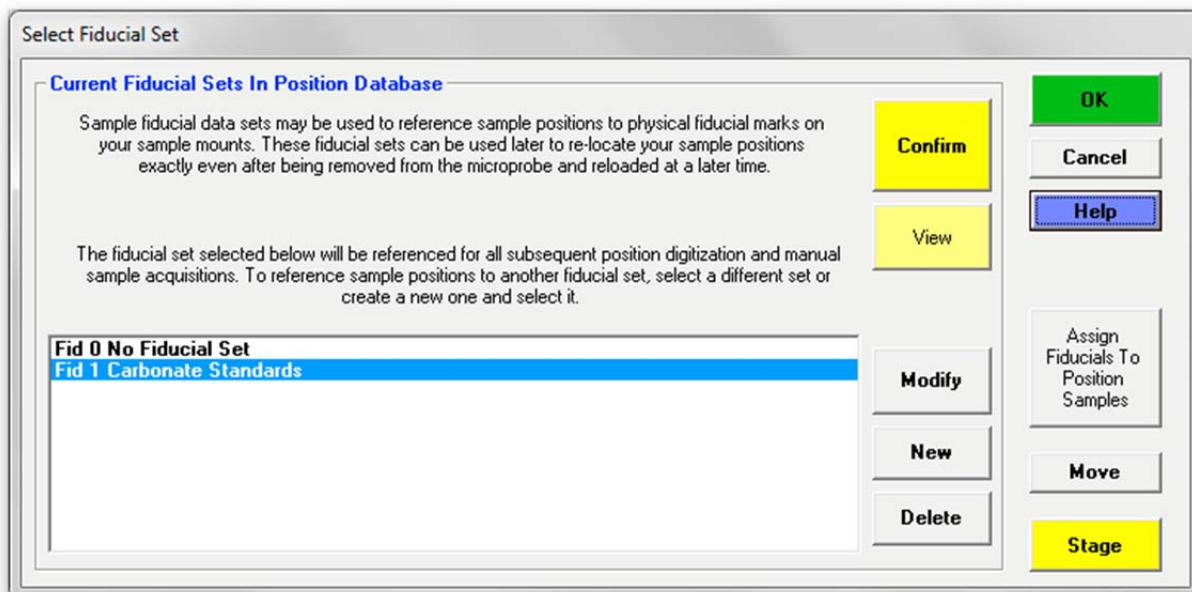 Select Fiducial Set
Current Fiducial Sets In Position Database
Sample fiducial data sets may be used to reference sample positions to physical fiducial marks on
your sample mounts. These fiducial sets can be used later to re-locate your sample positions
exactly even after being removed from the microprobe and reloaded at a later time.
The fiducial set selected below will be referenced for all subsequent position digitization and manual
sample acquisitions. To reference sample positions to another fiducial set, select a different set or
create a new one and select it.
Fid 0 No Fiducial Set
Fid 1 Carbonate Standards
Confirm
View
Modify
New
Delete
OK
Cancel
Help
Assign
Fiducials To
Position
Samples
Move
Stage